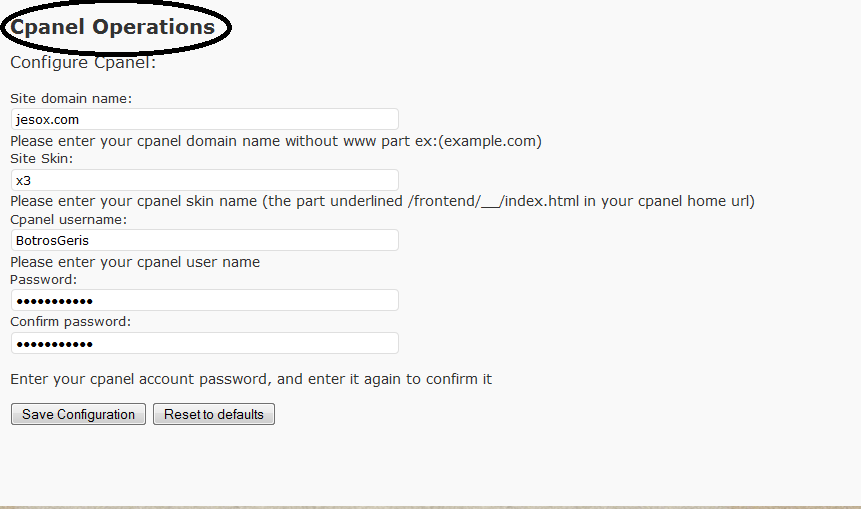 Cpanel Operations
Configure Cpanel:
Site domain name:
jesox.com
Please enter your cpanel domain name without www part ex:(example.com)
Site Skin:
x3
Please enter your cpanel skin name (the part underlined /frontend/__/index.html in your cpanel home url)
Cpanel username:
BotrosGeris
Please enter your cpanel user name
Password:
•••••••••••
Confirm password:
•••••••••••
Enter your cpanel account password, and enter it again to confirm it
Save Configuration Reset to defaults